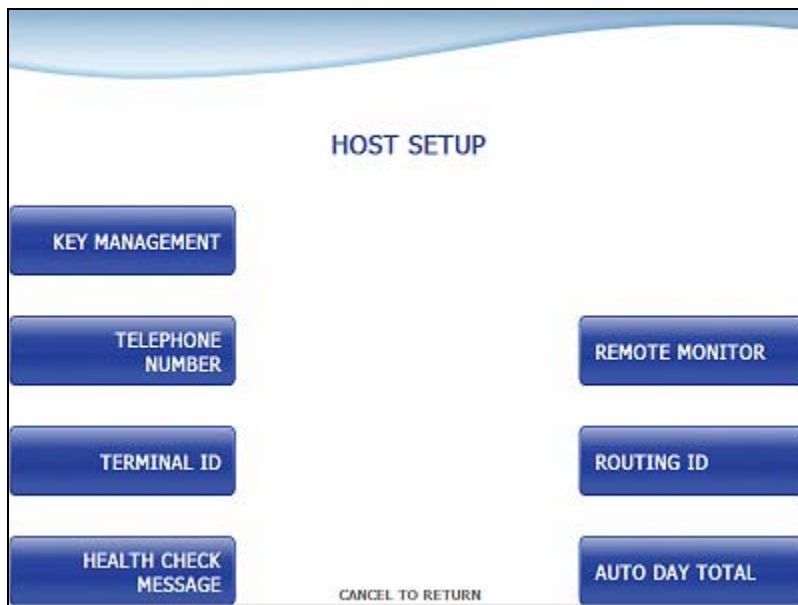 HOST SETUP
KEY MANAGEMENT
TELEPHONE
NUMBER
REMOTE MONITOR
TERMINAL ID
ROUTING ID
HEALTH CHECK
MESSAGE
AUTO DAY TOTAL
CANCEL TO RETURN